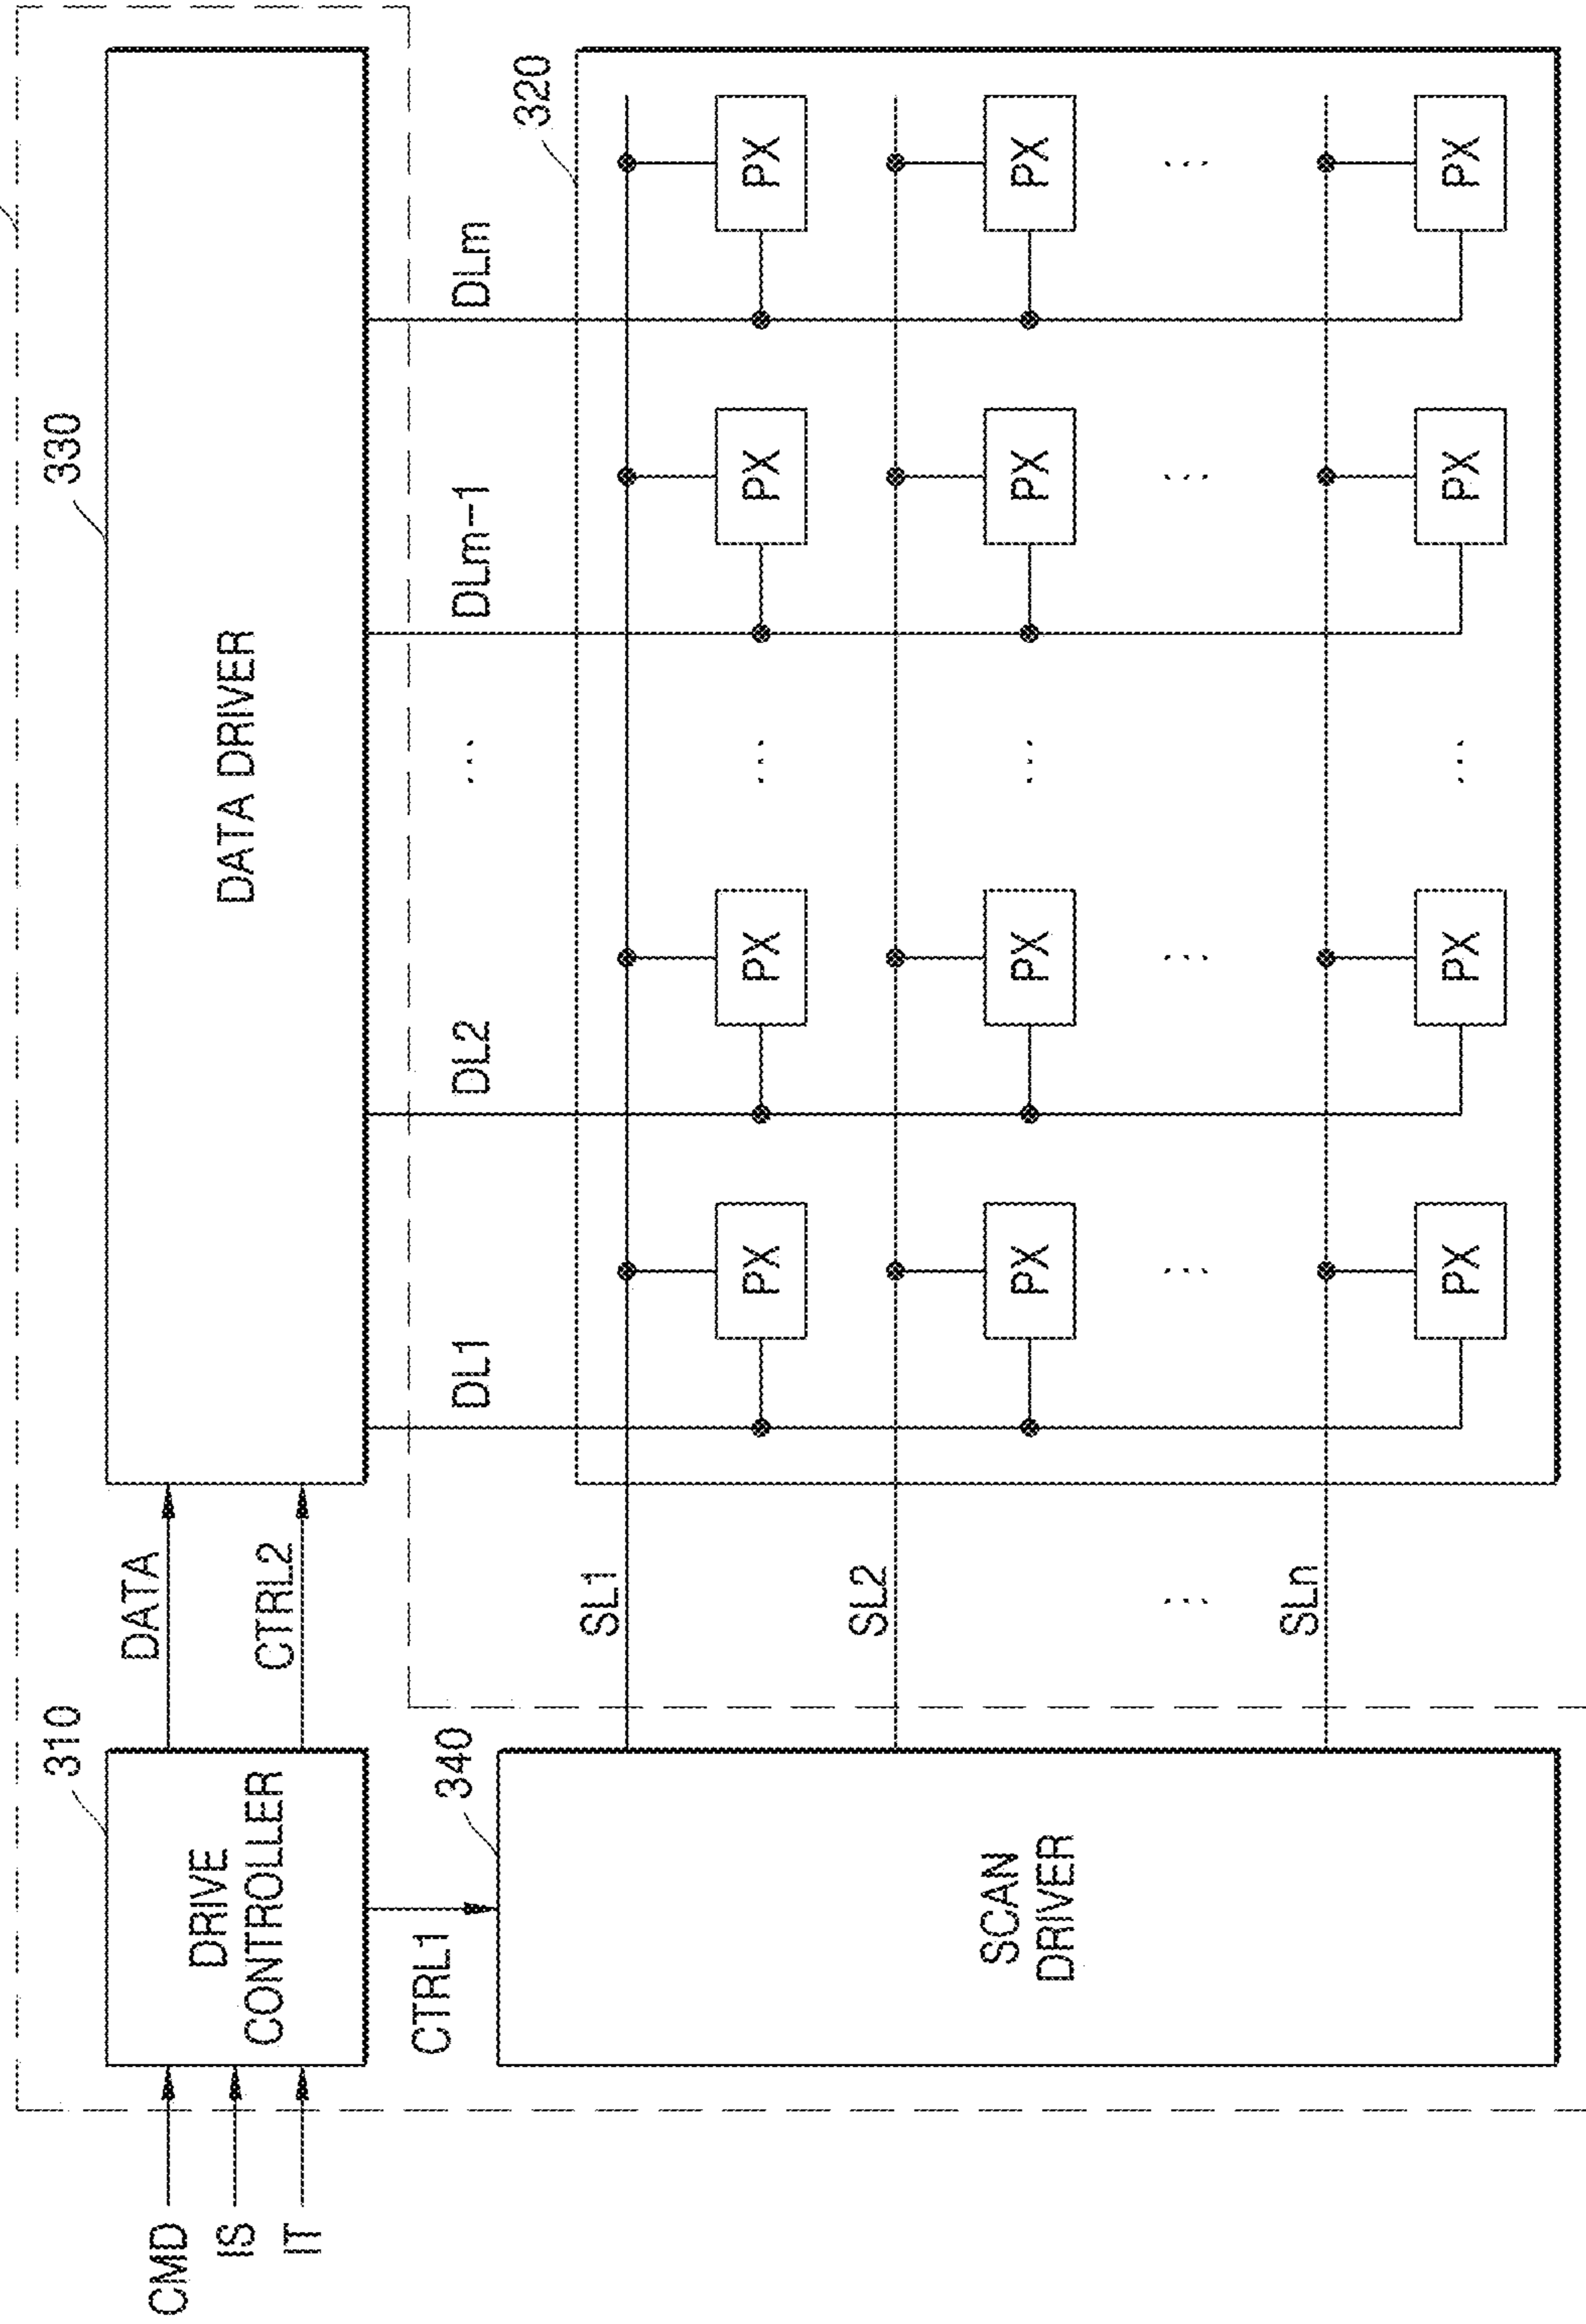 310
330
CMD
IS
IT
DRIVE
CONTROLLER
DATA
CTRL2
DATA DRIVER
CTRL1
DL1
DL2
...
DLm-1
DLm
340
320
SCAN
DRIVER
SL1
PX
PX
...
PX
PX
SL2
PX
PX
...
PX
PX
...
...
...
...
...
SLn
PX
PX
...
PX
PX